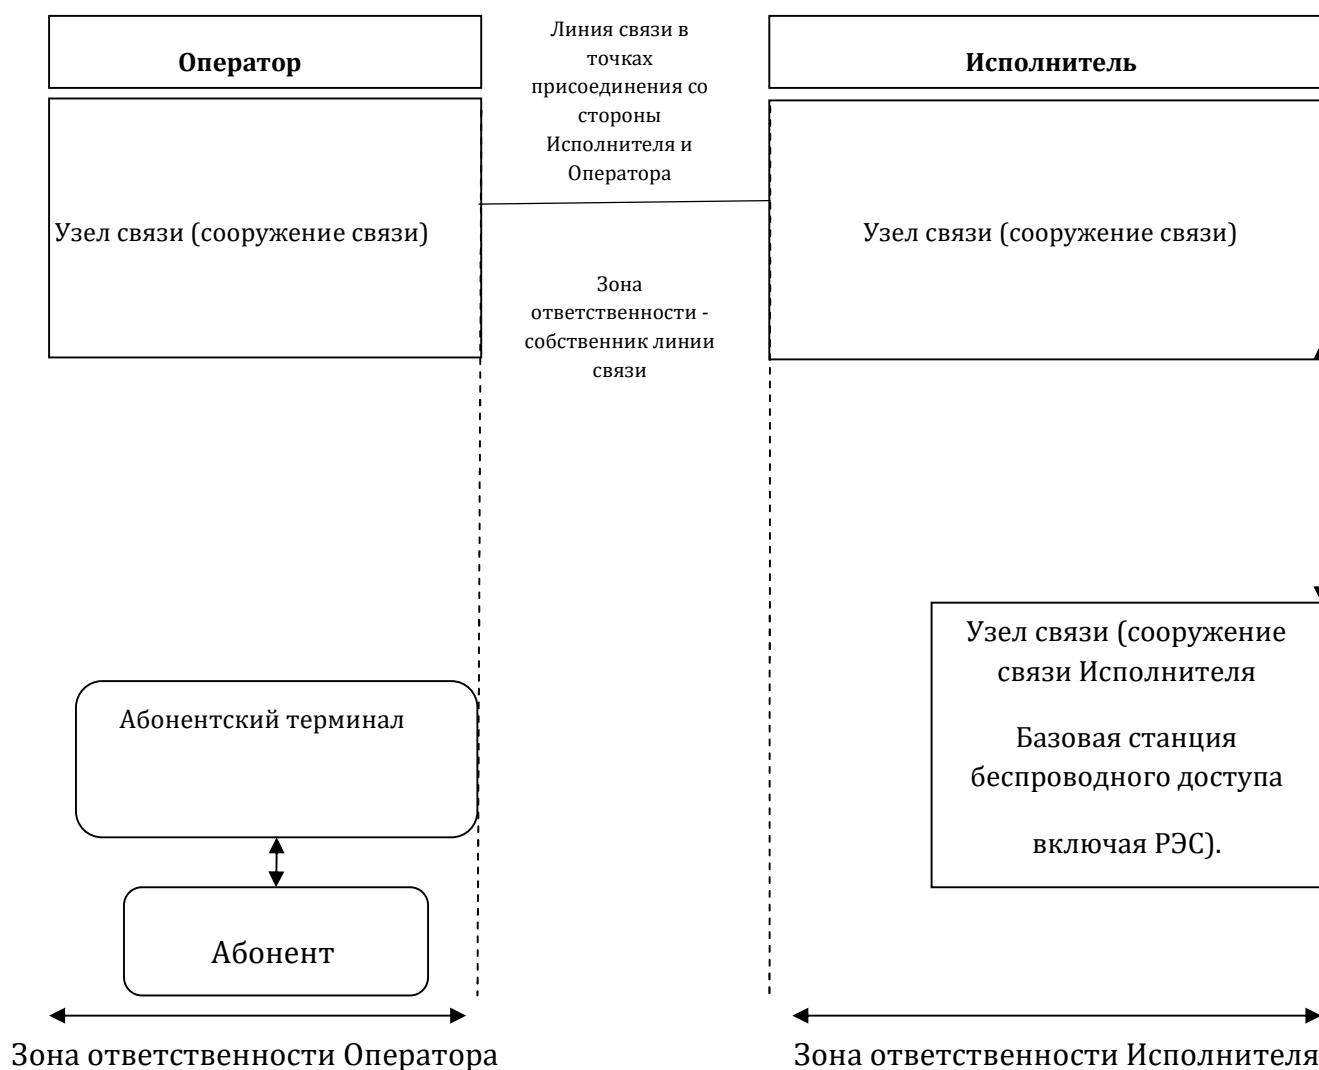 Оператор
Линия связи в
точках
присоединения со
стороны
Исполнителя и
Оператора
Исполнитель
Узел связи (сооружение связи)
Узел связи (сооружение связи)
Зона
ответственности -
собственник линии
связи
Узел связи (сооружение
связи Исполнителя
Базовая станция
беспроводного доступа
включая РЭС).
Абонентский терминал
Абонент
Зона ответственности Оператора
Зона ответственности Исполнителя